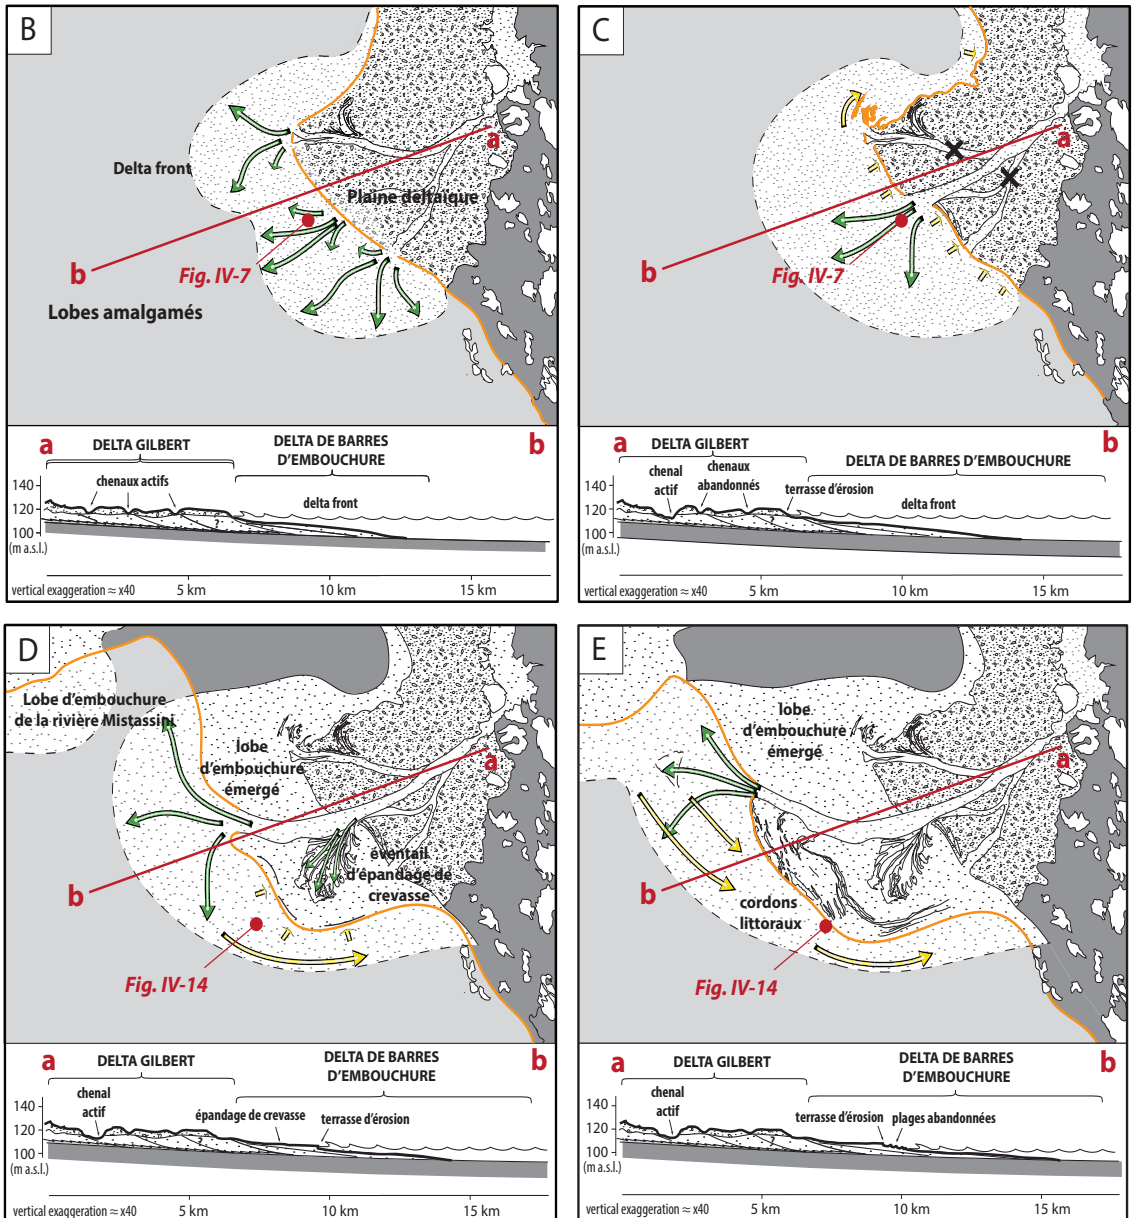 B
Delta front
a
Plaine deltaïque
b
Fig. IV-7
Lobes amalgamés
a
DELTA GILBERT
DELTA DE BARRES
D'EMBOUCHURE
b
chenaux actifs
delta front
140
120
100
?
(m a.s.l.)
vertical exaggeration ≈ x40
5 km
10 km
15 km
C
a
b
Fig. IV-7
a
DELTA GILBERT
b
chenal
actif
chenaux
abandonnés
DELTA DE BARRES D'EMBOUCHURE
terrasse d'érosion
delta front
140
120
100
?
(m a.s.l.)
vertical exaggeration ≈ x40
5 km
10 km
15 km
D
Lobe d'embouchure
de la rivière Mistassini
lobe
d'embouchure
émergé
a
éventail
d'épandage de
crevasse
b
Fig. IV-14
a
DELTA GILBERT
DELTA DE BARRES
D'EMBOUCHURE
b
chenal
actif
épandage de crevasse
terrasse d'érosion
140
120
100
?
(m a.s.l.)
vertical exaggeration ≈ x40
5 km
10 km
15 km
E
lobe
d'embouchure
émergé
a
b
cordons
littoraux
Fig. IV-14
a
DELTA GILBERT
DELTA DE BARRES
D'EMBOUCHURE
b
chenal
actif
terrasse d'érosion
plages abandonnées
140
120
100
?
(m a.s.l.)
vertical exaggeration ≈ x40
5 km
10 km
15 km